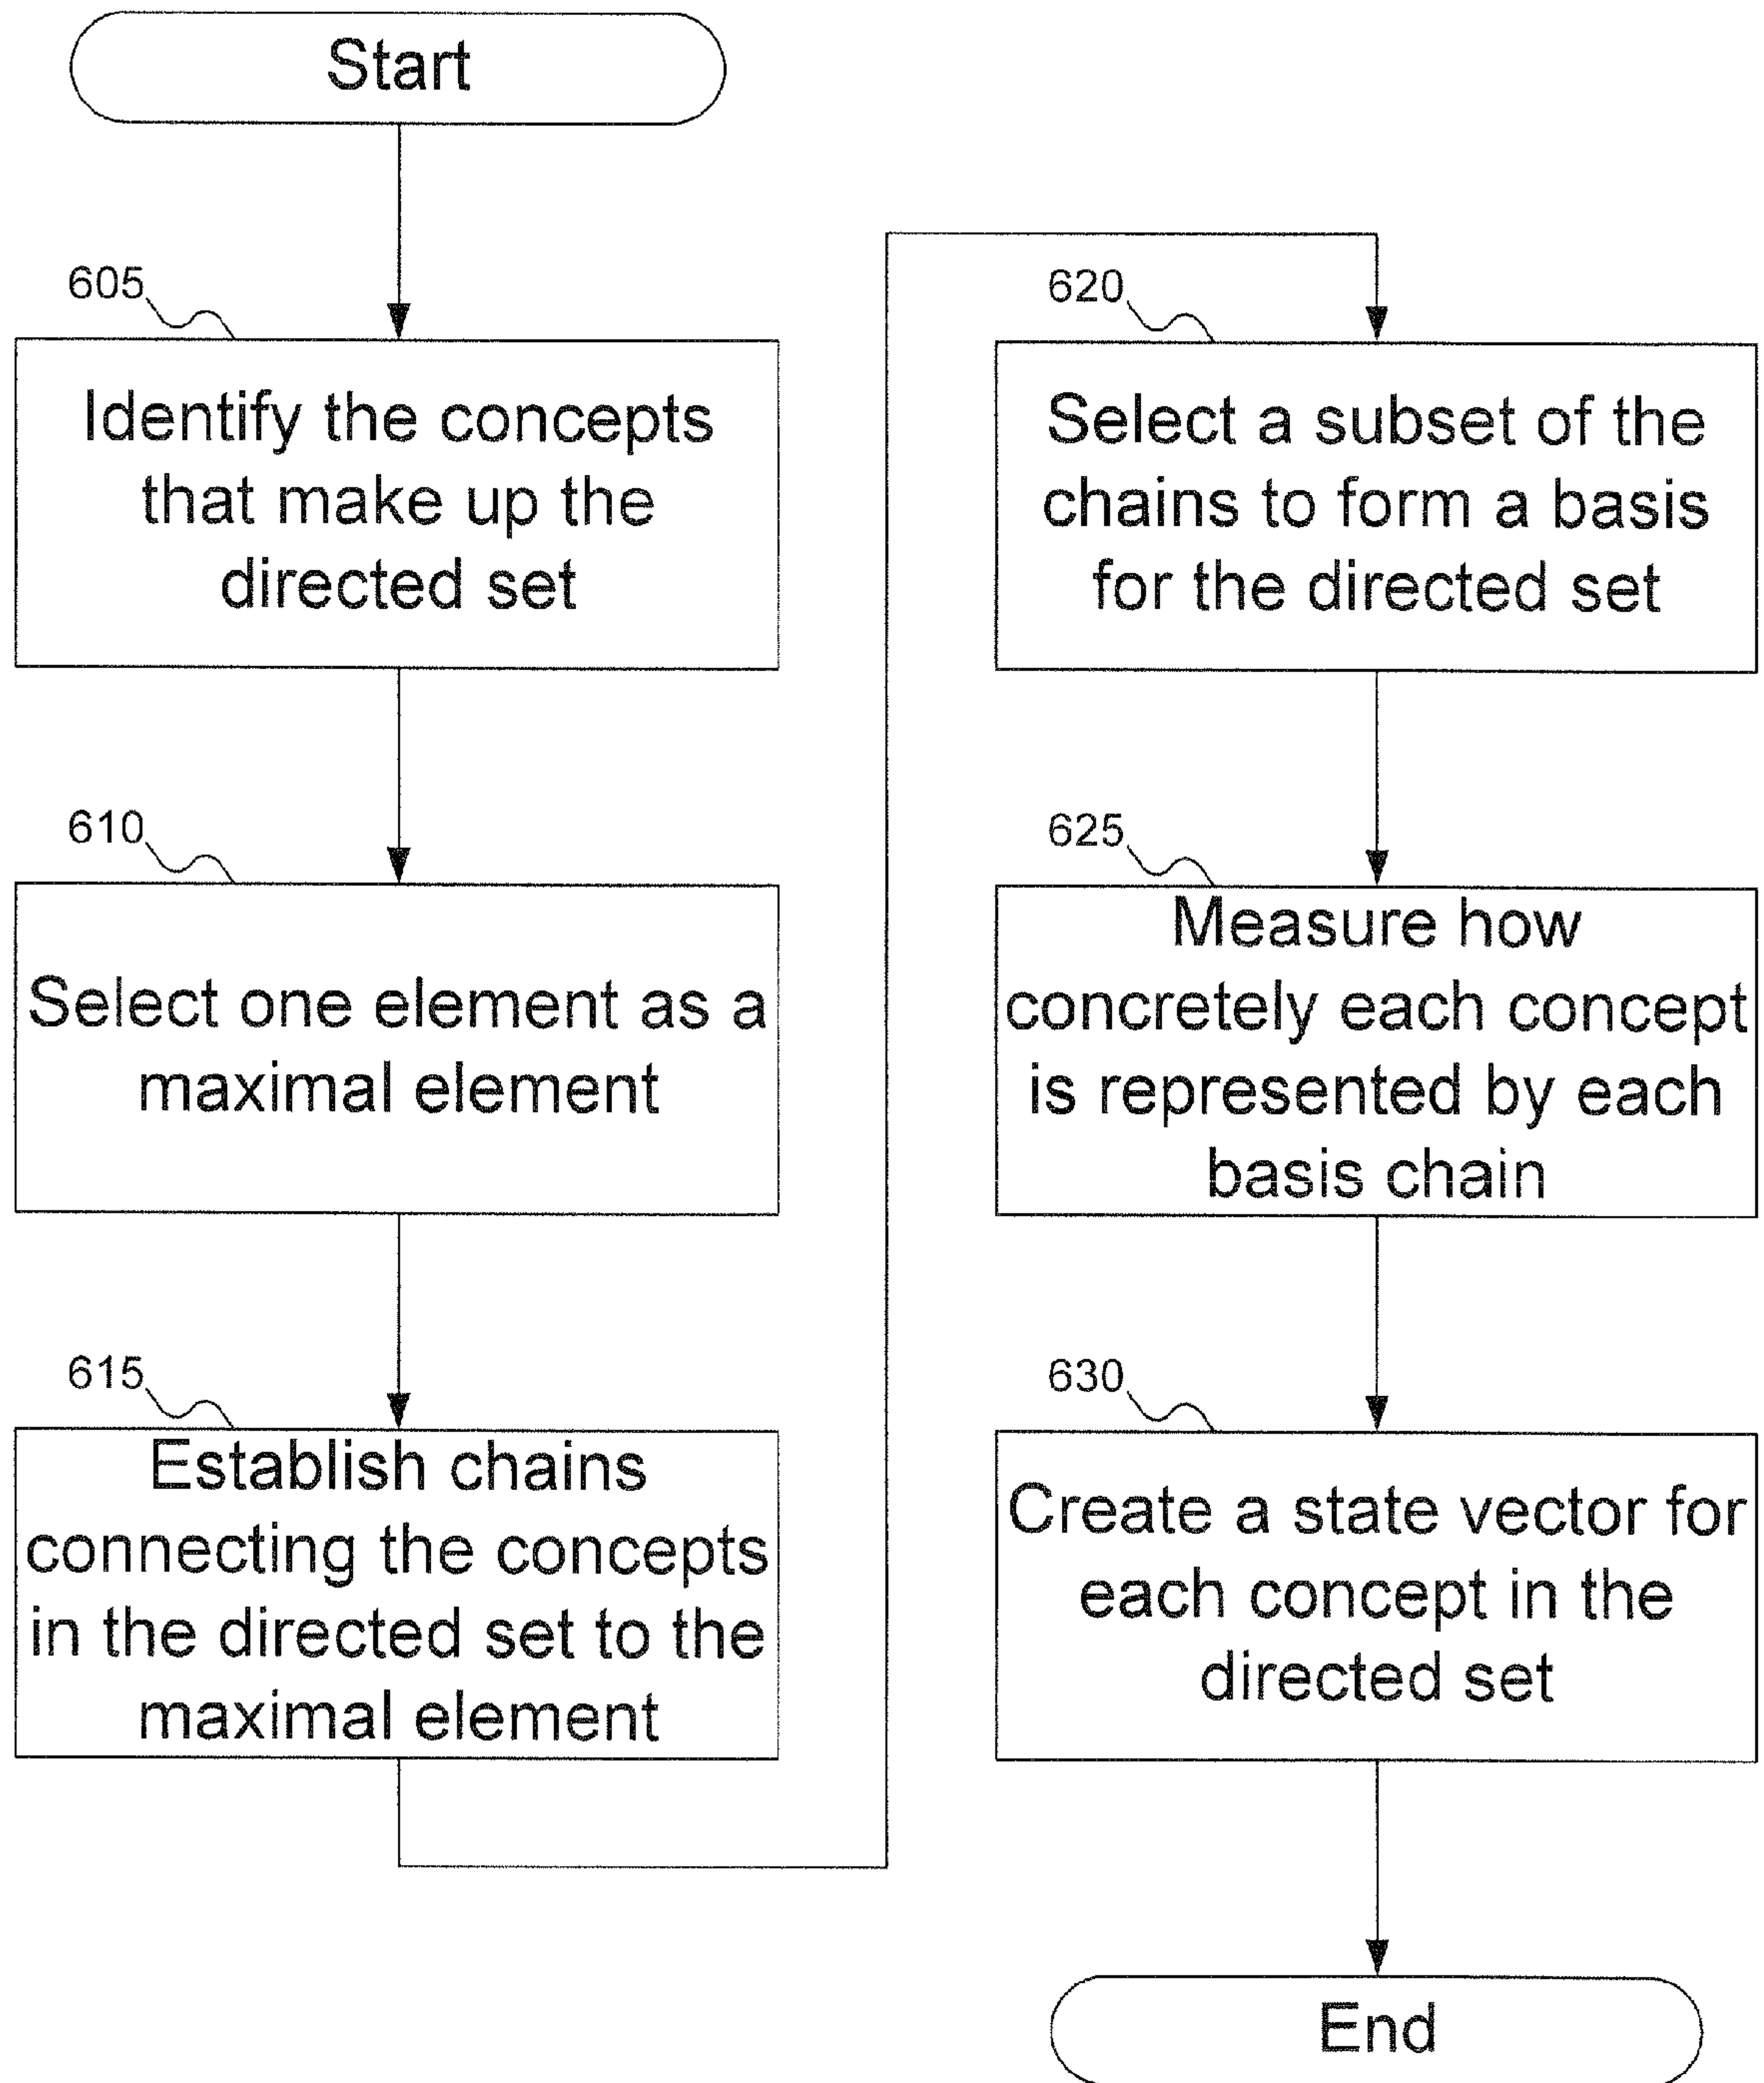 Start
605
Identify the concepts
that make up the
directed set
610
Select one element as a
maximal element
615
Establish chains
connecting the concepts
in the directed set to the
maximal element
620
Select a subset of the
chains to form a basis
for the directed set
625
Measure how
concretely each concept
is represented by each
basis chain
630
Create a state vector for
each concept in the
directed set
End